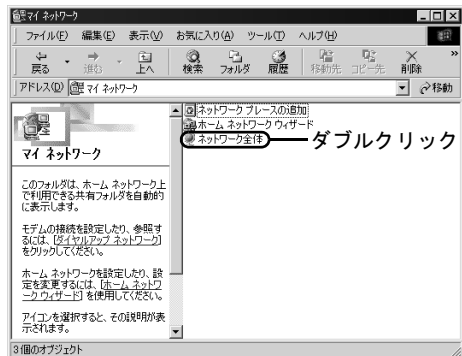 マイ ネットワーク
ファイル(F) 編集(E) 表示(V) お気に入り(A) ツール(T) ヘルプ(H)
戻る 進む 上へ 検索 フォルダ 履歴 移動先 コピー先 削除 »
アドレス(D) マイ ネットワーク 移動
ネットワーク プレースの追加
ホーム ネットワーク ウィザード
ネットワーク全体
ダブルクリック
マイ ネットワーク
このフォルダは、ホーム ネットワーク上
で利用できる共有フォルダを自動的
に表示します。
モデムの接続を設定したり、参照す
るには、[ダイヤルアップ ネットワーク]
をクリックしてください。
ホーム ネットワークを設定したり、設
定を変更するには、[ホーム ネットワ
ーク ウィザード] を使用してください。
アイコンを選択すると、その説明が表
示されます。
3 個のオブジェクト